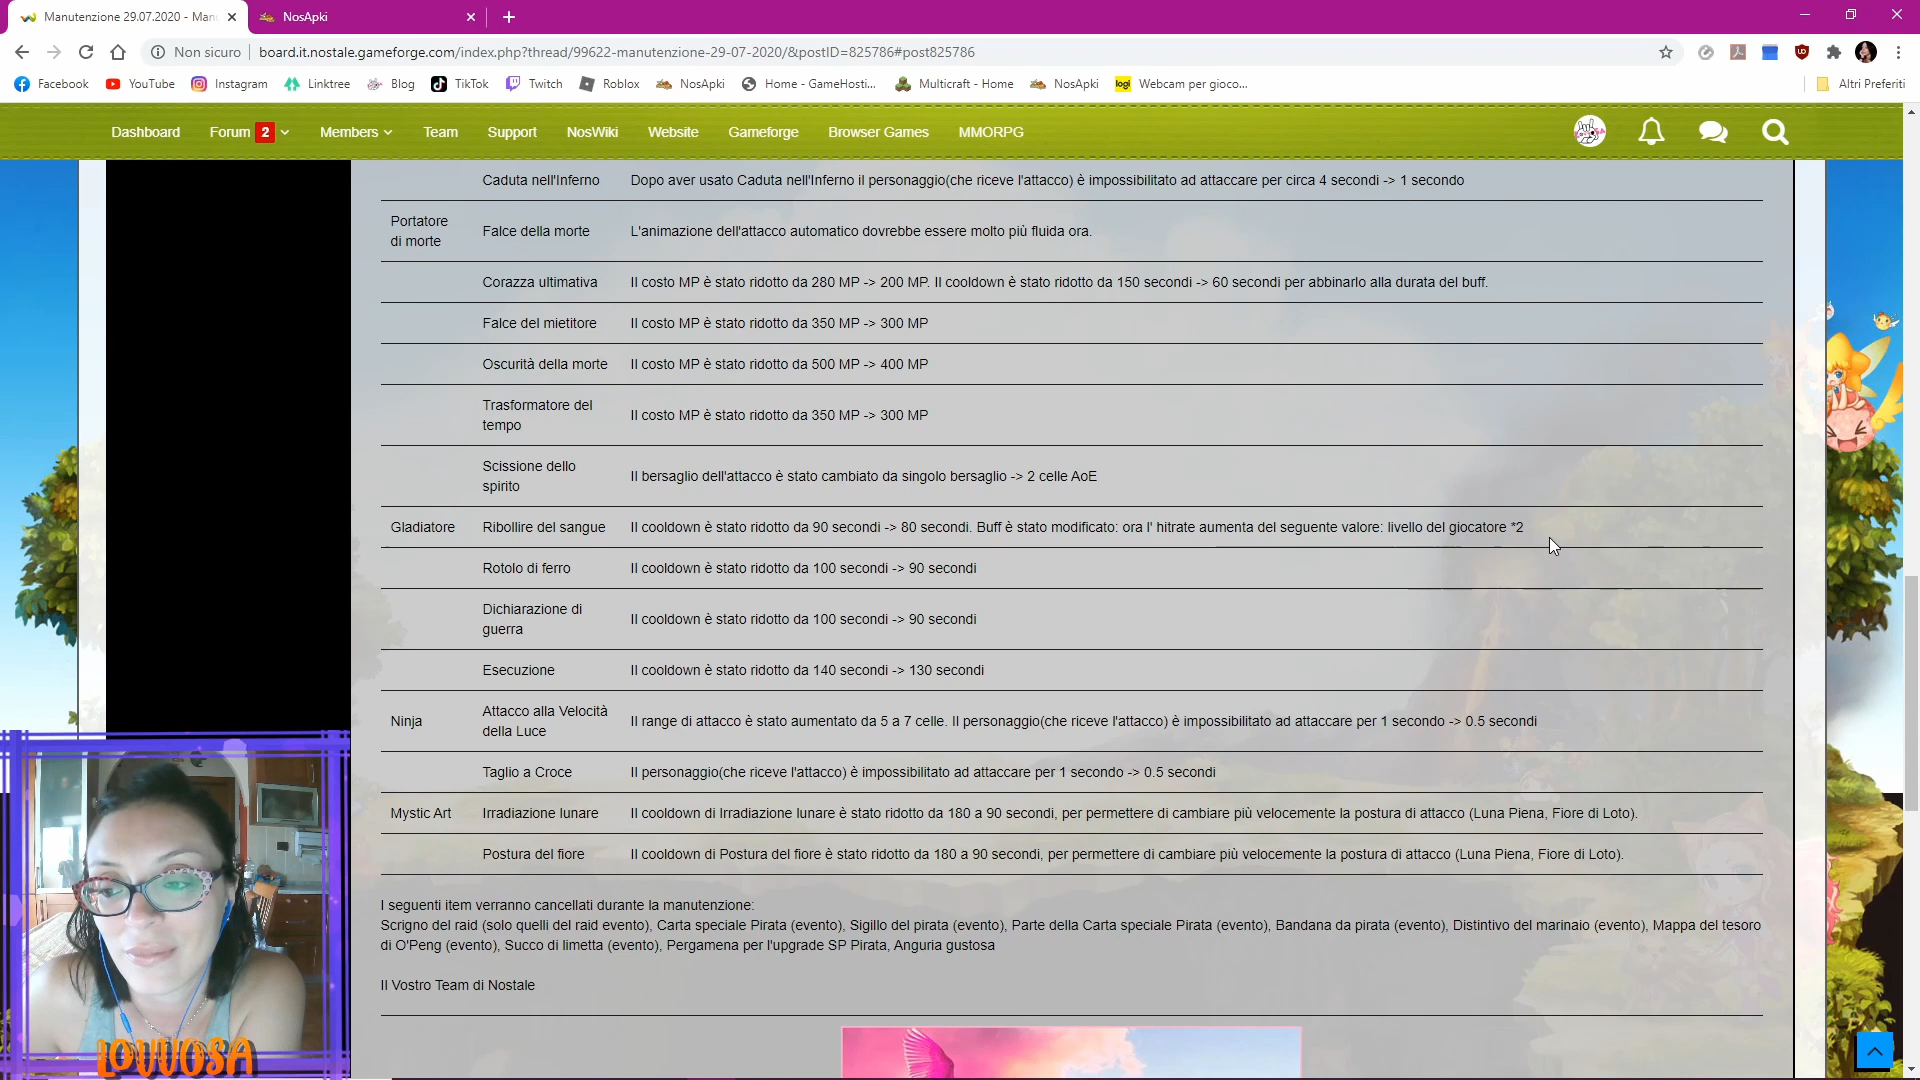 Manutenzione 29.07.2020 - Man
NosApki
Non sicuro
board.it.nostale.gameforge.com/index.php?thread/99622-manutenzione-29-07-2020/&postID=825786#post825786
Facebook
YouTube
Instagram
Linktree
Blog
TikTok
Twitch
Roblox
NosApki
Home - GameHosti...
Multicraft - Home
NosApki
logi
Webcam per gioco...
Altri Preferiti
Dashboard
Forum 2
Members
Team
Support
NosWiki
Website
Gameforge
Browser Games
MMORPG
Caduta nell'Inferno
Dopo aver usato Caduta nell'Inferno il personaggio(che riceve l'attacco) è impossibilitato ad attaccare per circa 4 secondi -> 1 secondo
Portatore
di morte
Falce della morte
L'animazione dell'attacco automatico dovrebbe essere molto più fluida ora.
Corazza ultimativa
Il costo MP è stato ridotto da 280 MP -> 200 MP. Il cooldown è stato ridotto da 150 secondi -> 60 secondi per abbinarlo alla durata del buff.
Falce del mietitore
Il costo MP è stato ridotto da 350 MP -> 300 MP
Oscurità della morte
Il costo MP è stato ridotto da 500 MP -> 400 MP
Trasformatore del
tempo
Il costo MP è stato ridotto da 350 MP -> 300 MP
Scissione dello
spirito
Il bersaglio dell'attacco è stato cambiato da singolo bersaglio -> 2 celle AoE
Gladiatore
Ribollire del sangue
Il cooldown è stato ridotto da 90 secondi -> 80 secondi. Buff è stato modificato: ora l' hitrate aumenta del seguente valore: livello del giocatore *2
Rotolo di ferro
Il cooldown è stato ridotto da 100 secondi -> 90 secondi
Dichiarazione di
guerra
Il cooldown è stato ridotto da 100 secondi -> 90 secondi
Esecuzione
Il cooldown è stato ridotto da 140 secondi -> 130 secondi
Ninja
Attacco alla Velocità
della Luce
Il range di attacco è stato aumentato da 5 a 7 celle. Il personaggio(che riceve l'attacco) è impossibilitato ad attaccare per 1 secondo -> 0.5 secondi
Taglio a Croce
Il personaggio(che riceve l'attacco) è impossibilitato ad attaccare per 1 secondo -> 0.5 secondi
Mystic Art
Irradiazione lunare
Il cooldown di Irradiazione lunare è stato ridotto da 180 a 90 secondi, per permettere di cambiare più velocemente la postura di attacco (Luna Piena, Fiore di Loto).
Postura del fiore
Il cooldown di Postura del fiore è stato ridotto da 180 a 90 secondi, per permettere di cambiare più velocemente la postura di attacco (Luna Piena, Fiore di Loto).
I seguenti item verranno cancellati durante la manutenzione:
Scrigno del raid (solo quelli del raid evento), Carta speciale Pirata (evento), Sigillo del pirata (evento), Parte della Carta speciale Pirata (evento), Bandana da pirata (evento), Distintivo del marinaio (evento), Mappa del tesoro
di O'Peng (evento), Succo di limetta (evento), Pergamena per l'upgrade SP Pirata, Anguria gustosa
Il Vostro Team di Nostale
LOUVOSA